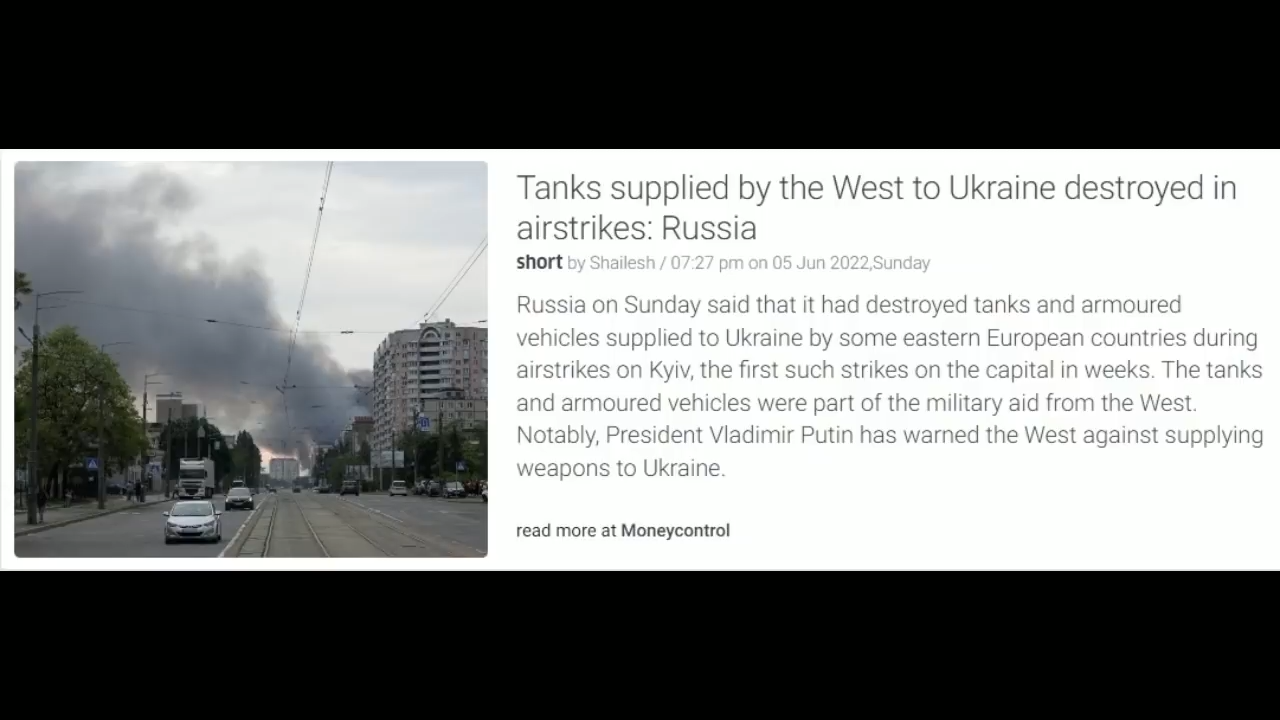 Tanks supplied by the West to Ukraine destroyed in
airstrikes: Russia
short by Shailesh / 07:27 pm on 05 Jun 2022,Sunday
Russia on Sunday said that it had destroyed tanks and armoured
vehicles supplied to Ukraine by some eastern European countries during
airstrikes on Kyiv, the first such strikes on the capital in weeks. The tanks
and armoured vehicles were part of the military aid from the West.
Notably, President Vladimir Putin has warned the West against supplying
weapons to Ukraine.
read more at Moneycontrol